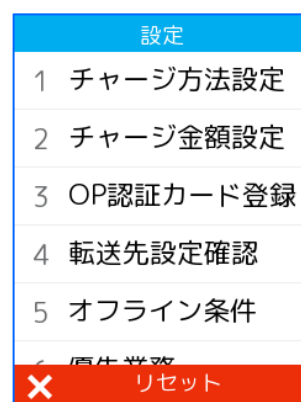 設定
1 チャージ方法設定
2 チャージ金額設定
3 OP認証カード登録
4 転送先設定確認
5 オフライン条件
リセット